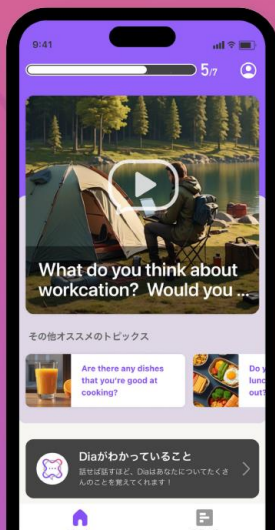 9:41
5/7
What do you think about
workcation? Would you ...
その他オススメのトピックス
Are there any dishes
that you're good at
cooking?
Do y
lunc
out?
Diaがわかっていること
話せば話すほど、Diaはあなたについてたくさ
んのことを覚えてくれます！